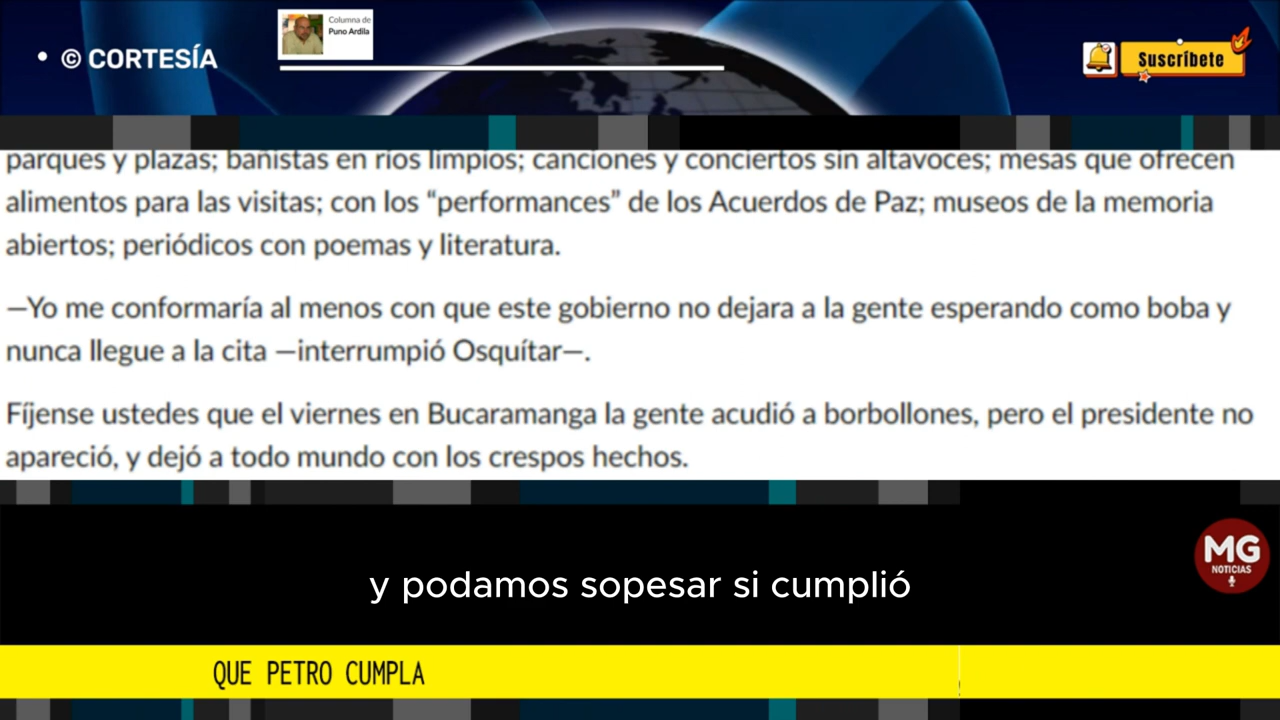 • © CORTESÍA
Columna de
Puno Ardila
Suscríbete
parques y plazas; bañistas en ríos limpios; canciones y conciertos sin altavoces; mesas que ofrecen
alimentos para las visitas; con los “performances” de los Acuerdos de Paz; museos de la memoria
abiertos; periódicos con poemas y literatura.
—Yo me conformaría al menos con que este gobierno no dejara a la gente esperando como boba y
nunca llegue a la cita —interrumpió Osquítar—.
Fíjense ustedes que el viernes en Bucaramanga la gente acudió a borbollones, pero el presidente no
apareció, y dejó a todo mundo con los crespos hechos.
MG
NOTICIAS
y podamos sopesar si cumplió
QUE PETRO CUMPLA